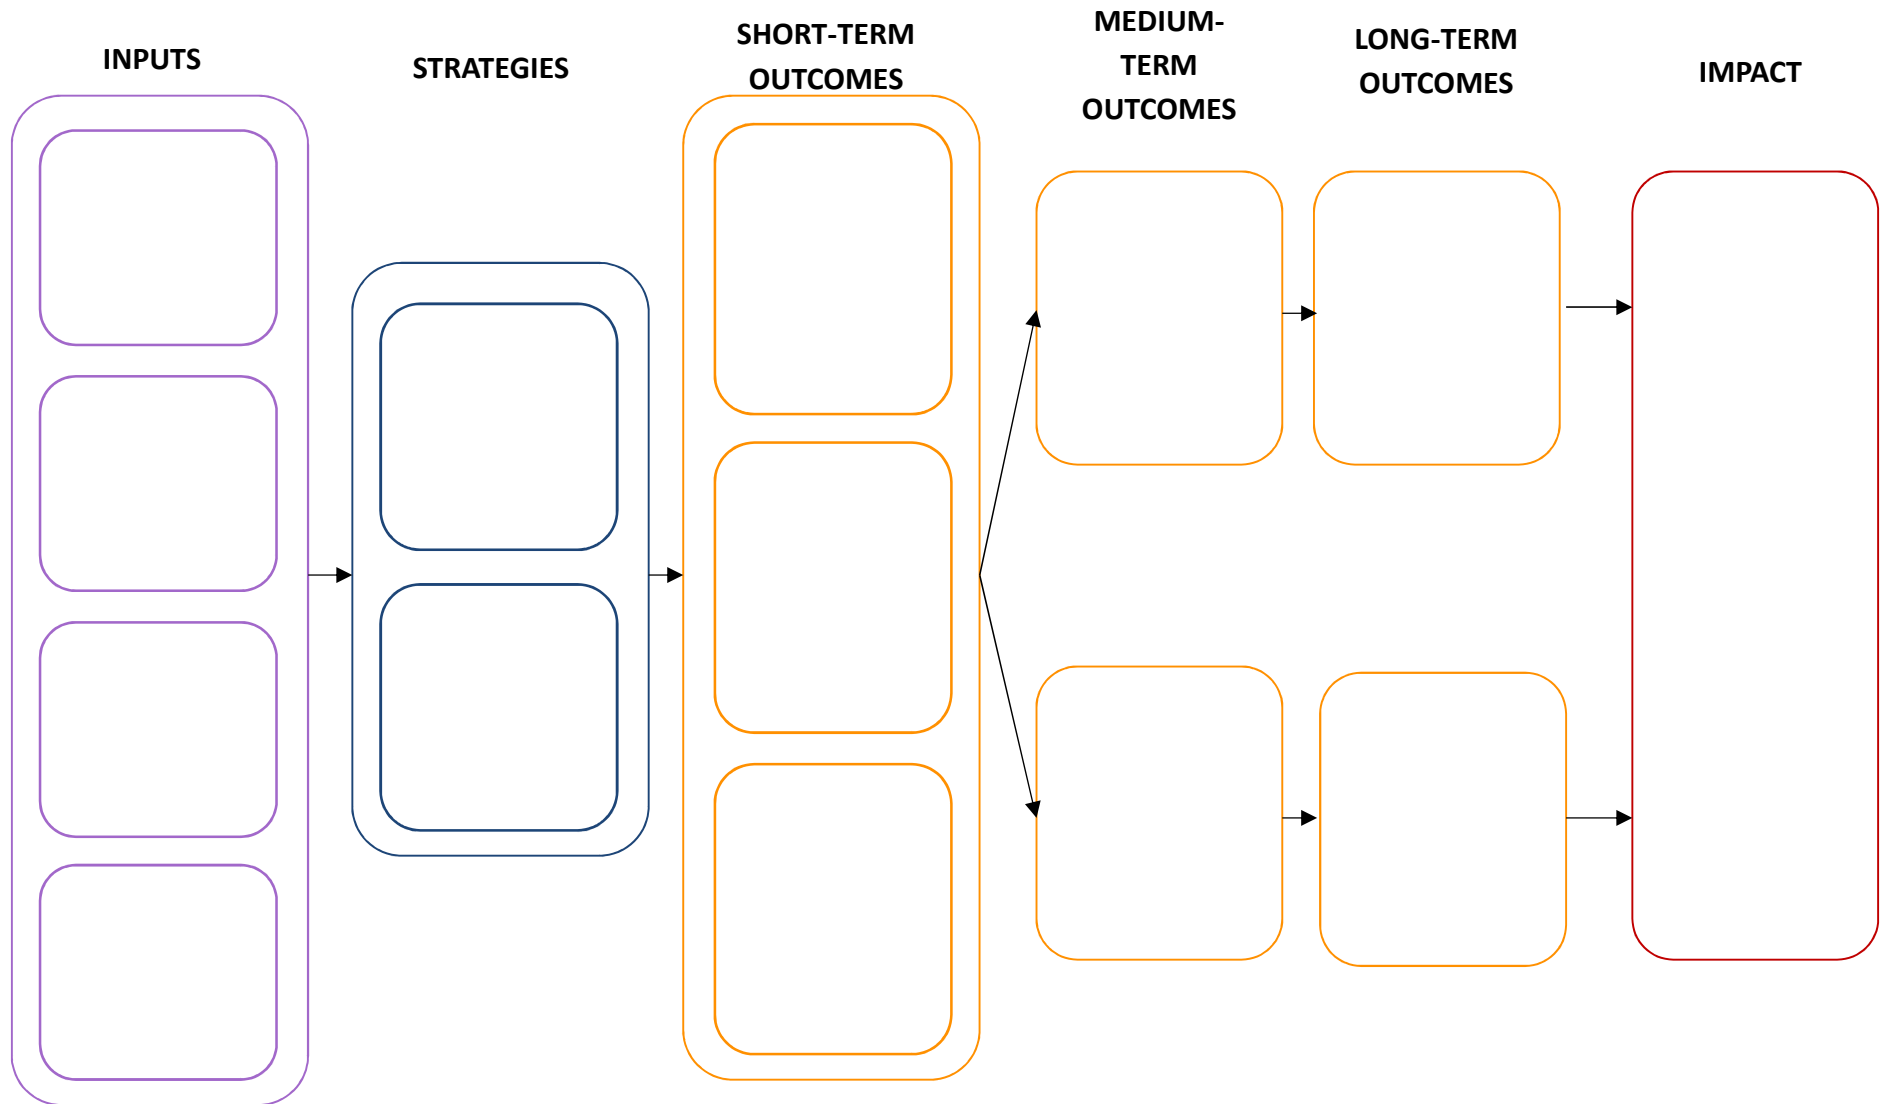 INPUTS
STRATEGIES
SHORT-TERM
OUTCOMES
MEDIUM-
TERM
OUTCOMES
LONG-TERM
OUTCOMES
IMPACT